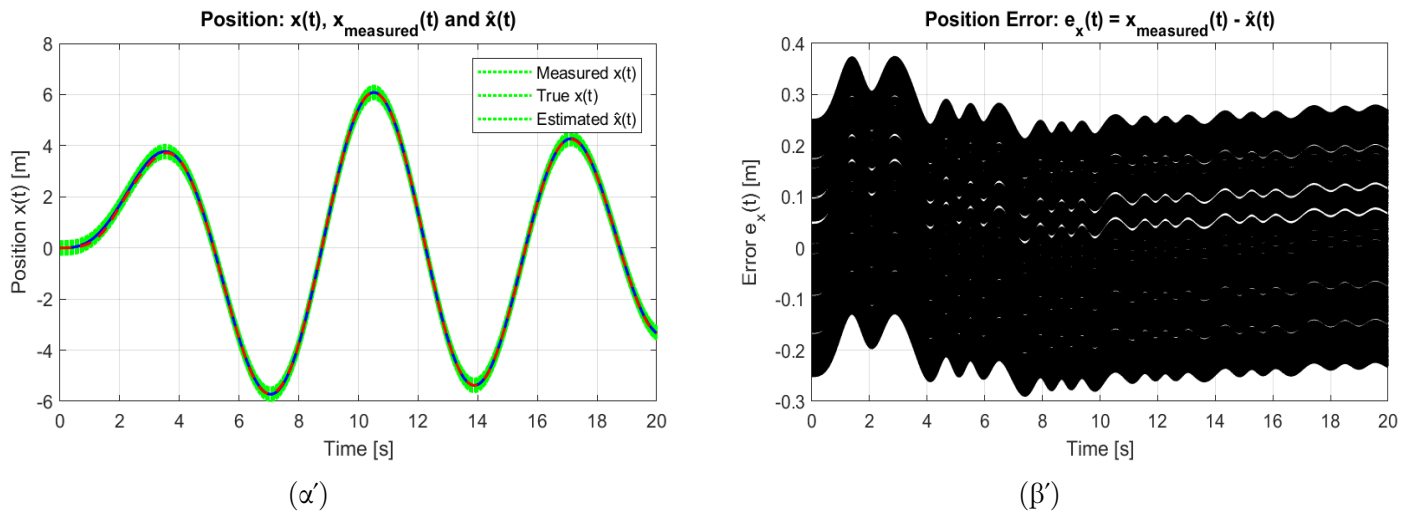 Position: x(t), x_measured(t) and x̂(t)
8
6
4
2
0
-2
-4
-6
0 2 4 6 8 10 12 14 16 18 20
Position x(t) [m]
Time [s]
Measured x(t)
True x(t)
Estimated x̂(t)
(α′)
Position Error: e_x(t) = x_measured(t) - x̂(t)
0.4
0.3
0.2
0.1
0
-0.1
-0.2
-0.3
0 2 4 6 8 10 12 14 16 18 20
Error e_x(t) [m]
Time [s]
(β′)